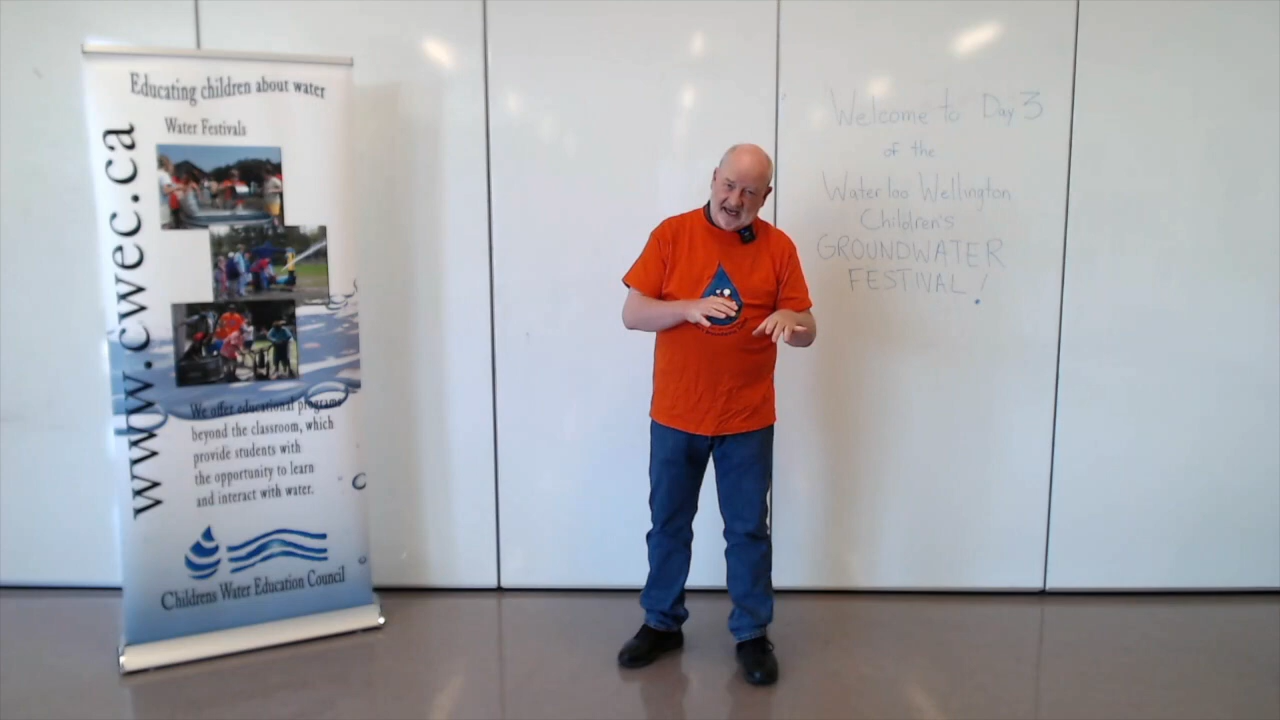 Educating children about water
Water Festivals
www.cwec.ca
We offer educational programs
beyond the classroom, which
provide students with
the opportunity to learn
and interact with water.
Childrens Water Education Council
Welcome to Day 3
of the
Waterloo Wellington
Children's
GROUNDWATER
FESTIVAL!